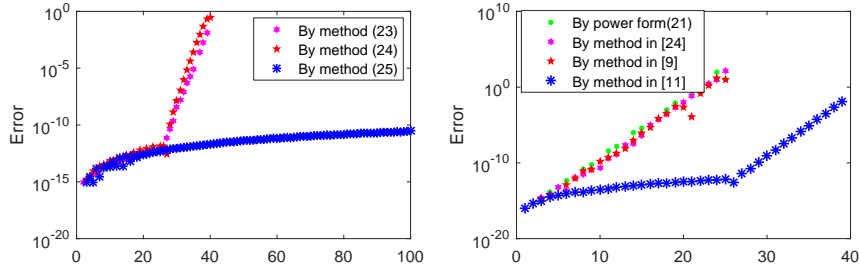 10^0
10^-5
10^-10
10^-15
10^-20
Error
0 20 40 60 80 100
By method (23)
By method (24)
By method (25)
10^10
10^0
10^-10
10^-20
Error
0 10 20 30 40
By power form(21)
By method in [24]
By method in [9]
By method in [11]